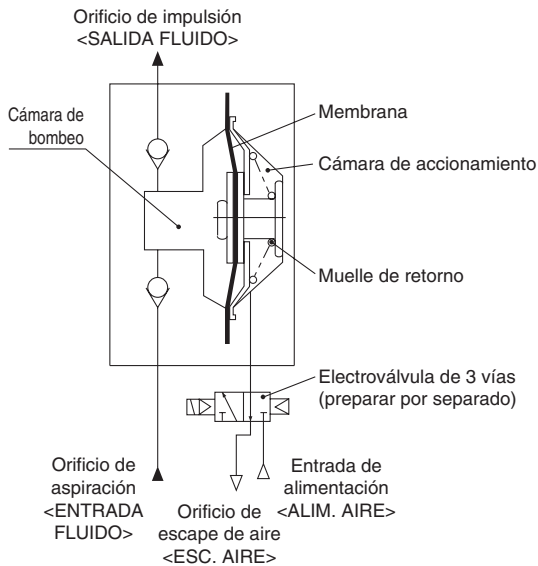 Orificio de impulsión
<SALIDA FLUIDO>
Cámara de
bombeo
Membrana
Cámara de accionamiento
Muelle de retorno
Electroválvula de 3 vías
(preparar por separado)
Orificio de
aspiración
<ENTRADA
FLUIDO>
Orificio de
escape de aire
<ESC. AIRE>
Entrada de
alimentación
<ALIM. AIRE>